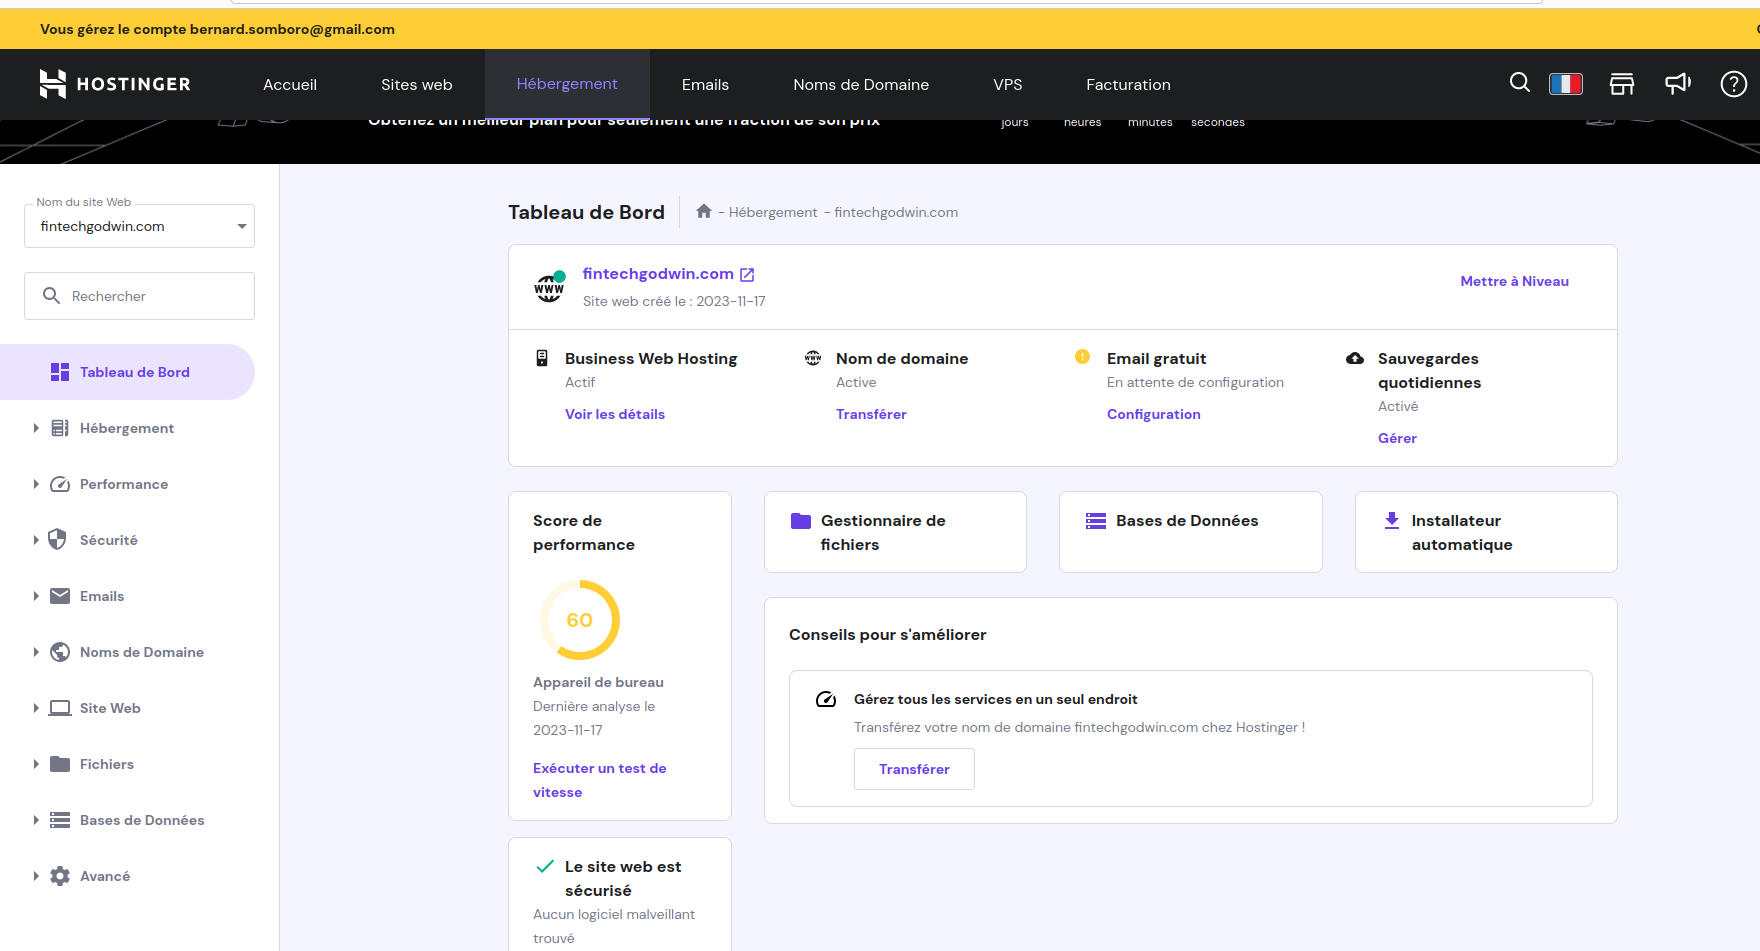 Vous gérez le compte bernard.somboro@gmail.com
HOSTINGER
Accueil
Sites web
Hébergement
Emails
Noms de Domaine
VPS
Facturation
Obtenez un meilleur plan pour seulement une fraction de son prix
jours
heures
minutes
secondes
Nom du site Web
fintechgodwin.com
Rechercher
Tableau de Bord
Hébergement
Performance
Sécurité
Emails
Noms de Domaine
Site Web
Fichiers
Bases de Données
Avancé
Tableau de Bord
- Hébergement - fintechgodwin.com
www
fintechgodwin.com
Site web créé le : 2023-11-17
Mettre à Niveau
Business Web Hosting
Actif
Voir les détails
www
Nom de domaine
Active
Transférer
Email gratuit
En attente de configuration
Configuration
Sauvegardes
quotidiennes
Activé
Gérer
Score de
performance
60
Appareil de bureau
Dernière analyse le
2023-11-17
Exécuter un test de
vitesse
Gestionnaire de
fichiers
Bases de Données
Installateur
automatique
Conseils pour s'améliorer
Gérez tous les services en un seul endroit
Transférez votre nom de domaine fintechgodwin.com chez Hostinger !
Transférer
Le site web est
sécurisé
Aucun logiciel malveillant
trouvé